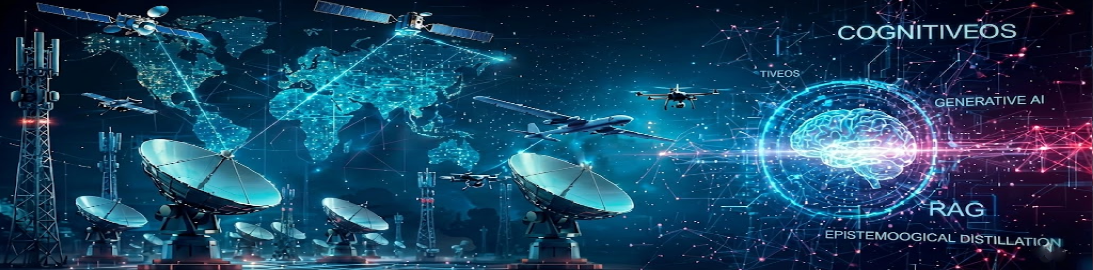 COGNITIVEOS
TIVEOS
GENERATIVE AI
RAG
EPISTEMOOGICAL DISTILLATION